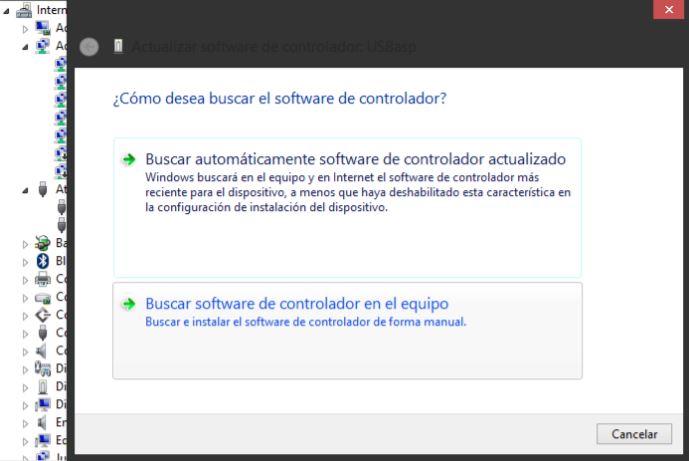 Intern
Actualizar software de controlador: USBasp
¿Cómo desea buscar el software de controlador?
Buscar automáticamente software de controlador actualizado
Windows buscará en el equipo y en Internet el software de controlador más
reciente para el dispositivo, a menos que haya deshabilitado esta característica en
la configuración de instalación del dispositivo.
Buscar software de controlador en el equipo
Buscar e instalar el software de controlador de forma manual.
Cancelar
Ac
Ac
At
Ba
Bl
Co
Co
Co
Co
Co
Di
Di
Di
En
Ec